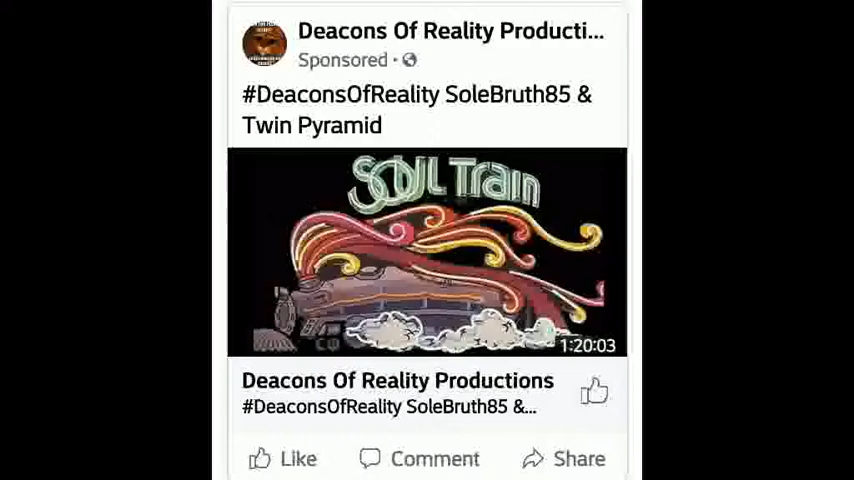 Deacons Of Reality Producti...
Sponsored ·
#DeaconsOfReality SoleBruth85 &
Twin Pyramid
SOUL Train
1:20:03
Deacons Of Reality Productions
#DeaconsOfReality SoleBruth85 &...
Like Comment Share